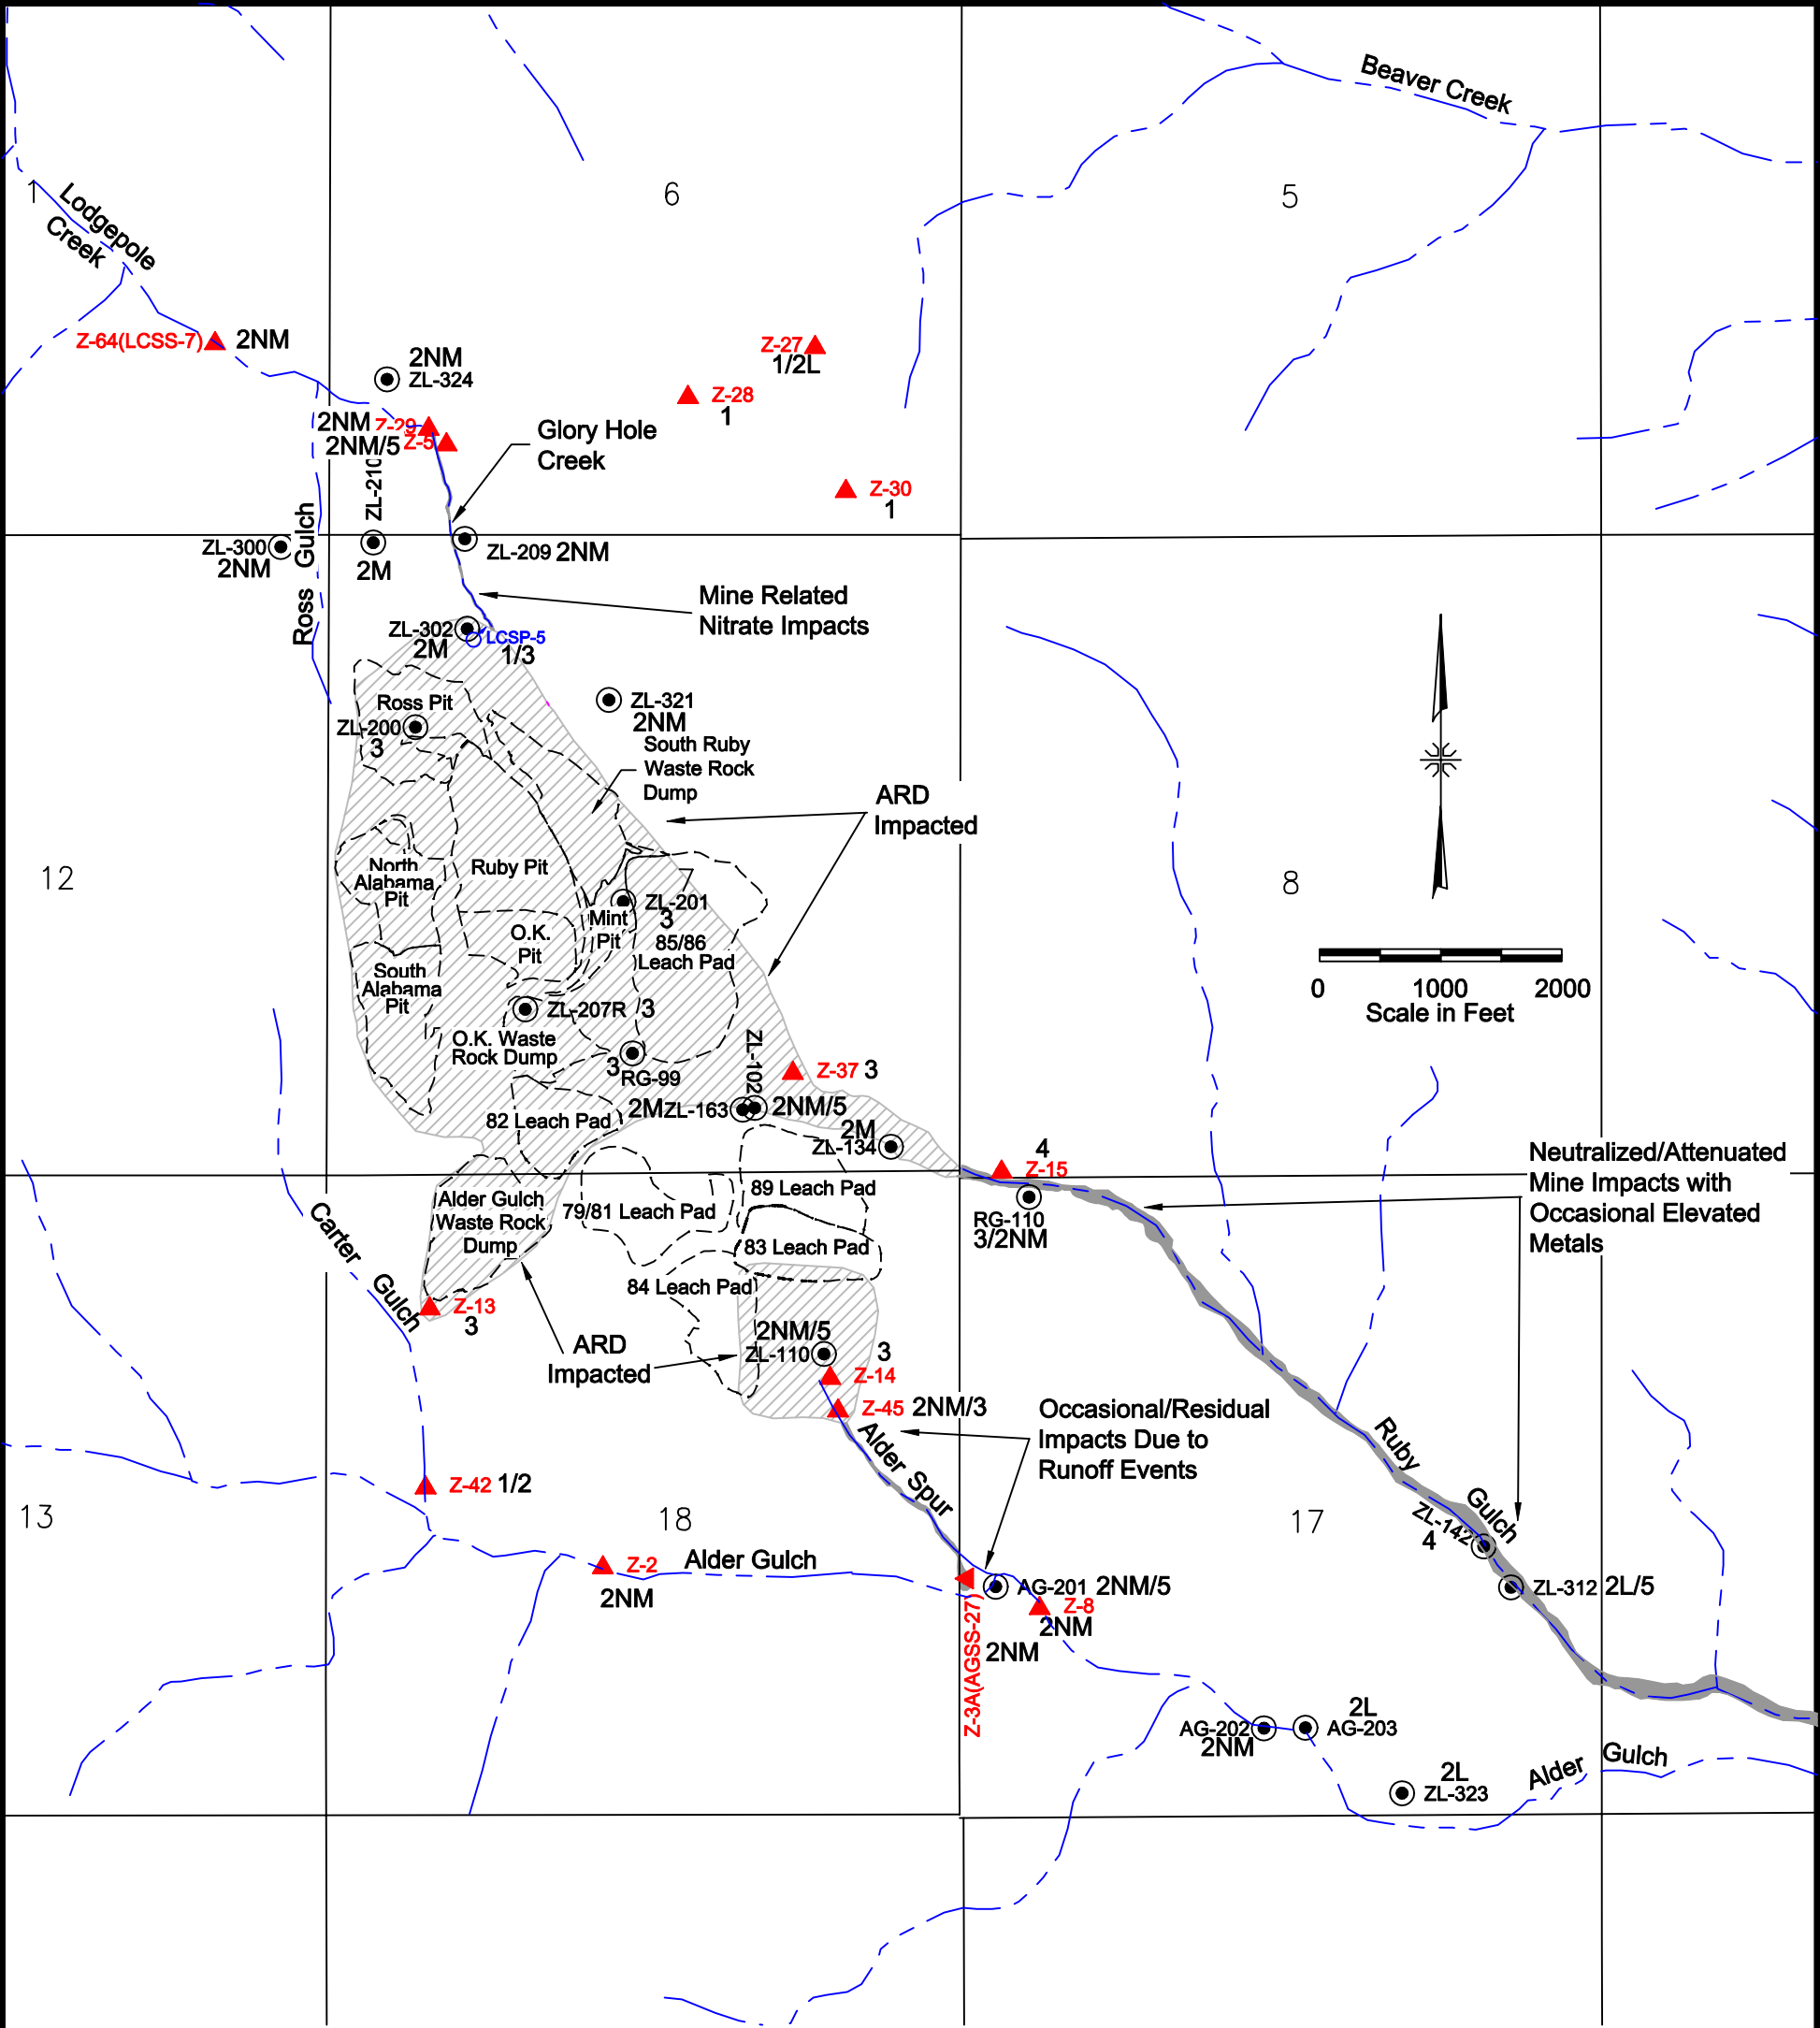 Beaver Creek
1
6
5
Lodgepole
Creek
Z-64(LCSS-7)
2NM
2NM
ZL-324
Z-27
1/2L
Z-28
1
2NM Z-29
2NM/5 Z-5
Glory Hole
Creek
Z-30
1
ZL-210
Ross Gulch
ZL-300
2NM
2M
ZL-209 2NM
Mine Related
Nitrate Impacts
ZL-302
2M
LCSP-5
1/3
Ross Pit
ZL-200
3
ZL-321
2NM
South Ruby
Waste Rock
Dump
ARD
Impacted
12
North
Alabama
Pit
Ruby Pit
8
ZL-201
3
Mint
Pit
O.K.
Pit
85/86
Leach Pad
South
Alabama
Pit
0 1000 2000
Scale in Feet
ZL-207R 3
O.K. Waste
Rock Dump
3
RG-99
ZL-102
Z-37 3
82 Leach Pad
2M ZL-163
2NM/5
2M
ZL-134
4
Z-15
Neutralized/Attenuated
Mine Impacts with
Occasional Elevated
Metals
Alder Gulch
Waste Rock
Dump
79/81 Leach Pad
89 Leach Pad
RG-110
3/2NM
83 Leach Pad
Carter Gulch
84 Leach Pad
Z-13
3
ARD
Impacted
2NM/5
ZL-110
3
Z-14
Z-45 2NM/3
Occasional/Residual
Impacts Due to
Runoff Events
Alder Spur
Ruby Gulch
Z-42 1/2
13
18
17
ZL-142
4
Z-2
2NM
Alder Gulch
AG-201 2NM/5
Z-8
2NM
ZL-312 2L/5
Z-3A(AGSS-27)
2NM
AG-202
2NM
2L
AG-203
2L
ZL-323
Alder Gulch